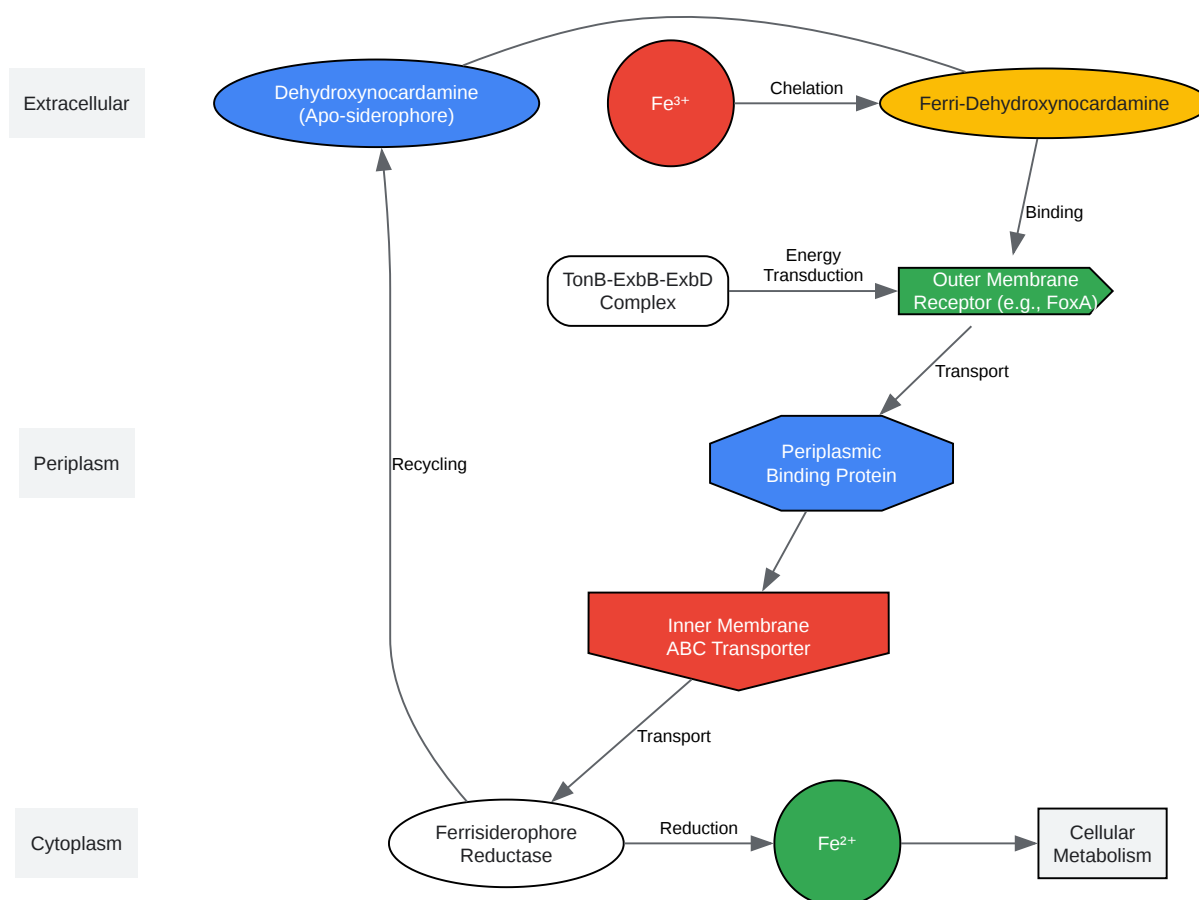 Extracellular
Dehydroxynocardamine
(Apo-siderophore)
Fe³⁺
Chelation
Ferri-Dehydroxynocardamine
Binding
TonB-ExbB-ExbD
Complex
Energy
Transduction
Outer Membrane
Receptor (e.g., FoxA)
Transport
Periplasm
Recycling
Periplasmic
Binding Protein
Inner Membrane
ABC Transporter
Transport
Cytoplasm
Ferrisiderophore
Reductase
Reduction
Fe²⁺
Cellular
Metabolism